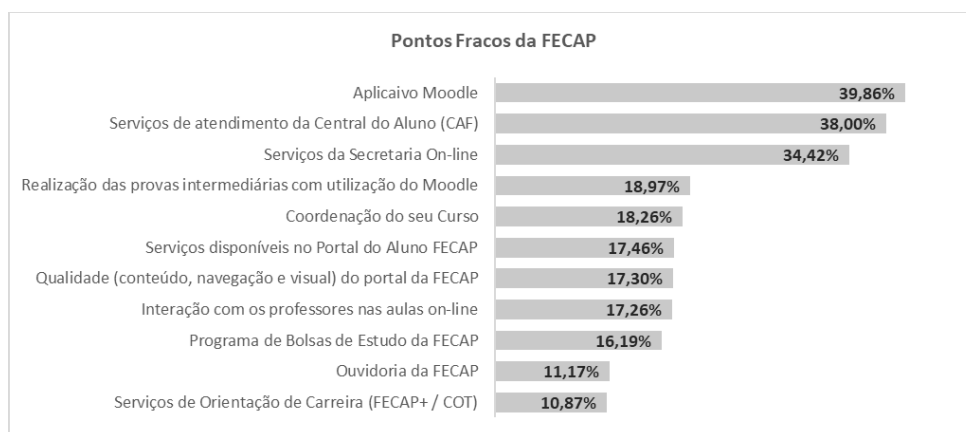 Pontos Fracos da FECAP
Aplicaivo Moodle 39,86%
Serviços de atendimento da Central do Aluno (CAF) 38,00%
Serviços da Secretaria On-line 34,42%
Realização das provas intermediárias com utilização do Moodle 18,97%
Coordenação do seu Curso 18,26%
Serviços disponíveis no Portal do Aluno FECAP 17,46%
Qualidade (conteúdo, navegação e visual) do portal da FECAP 17,30%
Interação com os professores nas aulas on-line 17,26%
Programa de Bolsas de Estudo da FECAP 16,19%
Ouvidoria da FECAP 11,17%
Serviços de Orientação de Carreira (FECAP+ / COT) 10,87%